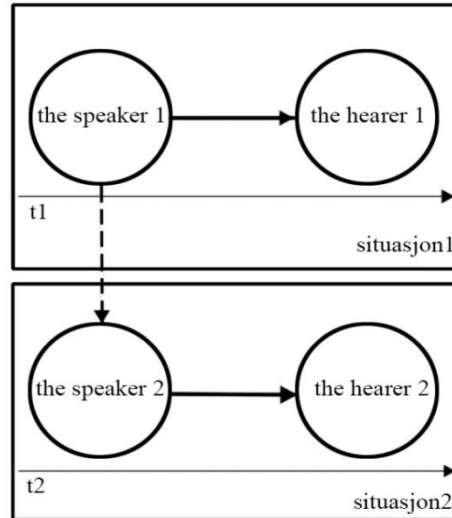 the speaker 1
the hearer 1
t1
situasjon1
the speaker 2
the hearer 2
t2
situasjon2